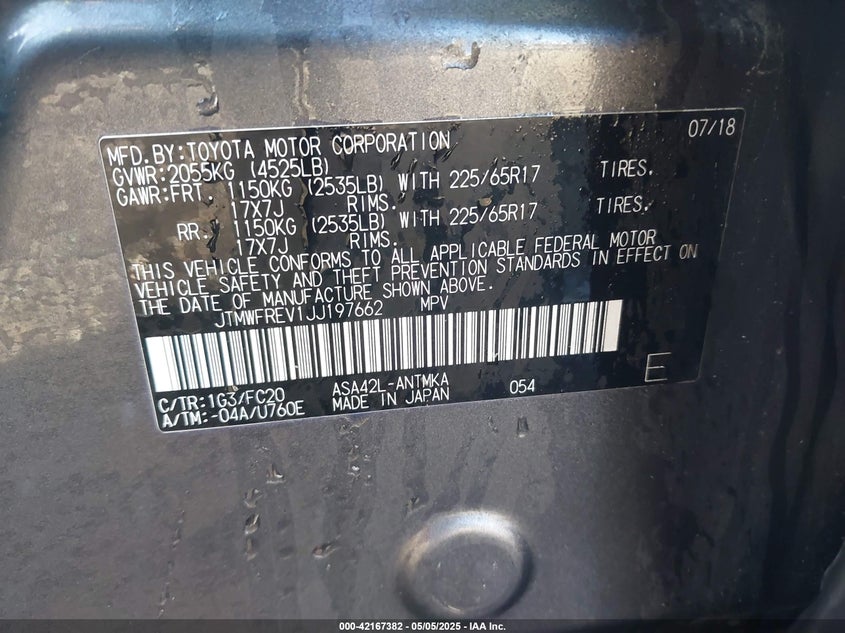 07/18
MFD.BY:TOYOTA MOTOR CORPORATION
GVWR:2055KG (4525LB)
GAWR:FRT. 1150KG (2535LB) WITH 225/65R17 TIRES.
17X7J RIMS.
RR. 1150KG (2535LB) WITH 225/65R17 TIRES.
17X7J RIMS.
THIS VEHICLE CONFORMS TO ALL APPLICABLE FEDERAL MOTOR
VEHICLE SAFETY AND THEFT PREVENTION STANDARDS IN EFFECT ON
THE DATE OF MANUFACTURE SHOWN ABOVE.
JTMWFREV1JJ197662 MPV
C/TR:1G3/FC20 ASA42L-ANTMKA 054 E
A/TM:-04A/U760E MADE IN JAPAN
000-42167382 - 05/05/2025 - IAA Inc.